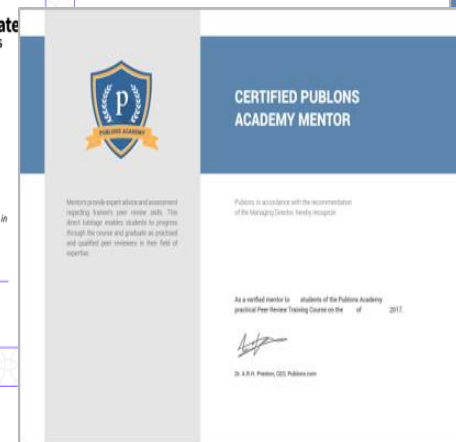 ate
s
in
p
PUBLONS ACADEMY
CERTIFIED PUBLONS
ACADEMY MENTOR
Mentors provide expert advice and assessment
regarding trainee's peer review skills. This
direct tutelage enables students to progress
through the course and graduate as practised
and qualified peer reviewers in their field of
expertise.
Publons, in accordance with the recommendation
of the Managing Director, hereby recognize
As a verified mentor to students of the Publons Academy
practical Peer Review Training Course on the of 2017.
Dr. A.R.H. Preston, CEO, Publons.com